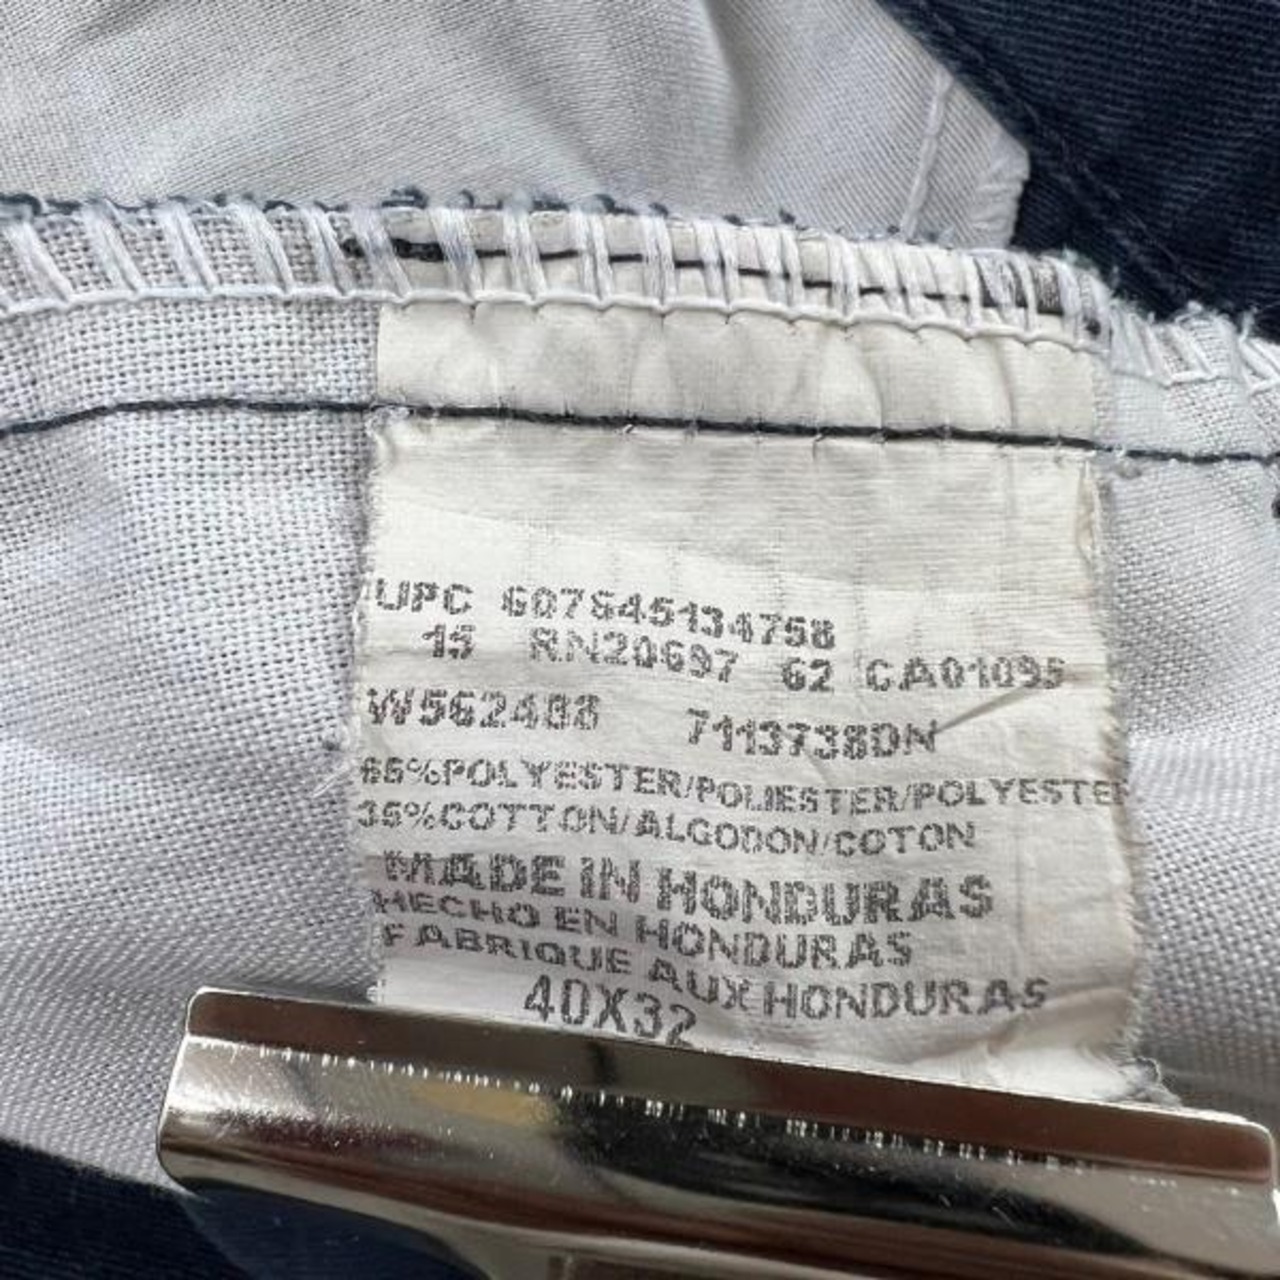 UPC 607645134758
15 RN20697 62 CA01095
W562488 7113738DN
65%POLYESTER/POLIESTER/POLYESTER
35%COTTON/ALGODON/COTON
MADE IN HONDURAS
HECHO EN HONDURAS
FABRIQUE AUX HONDURAS
40X32